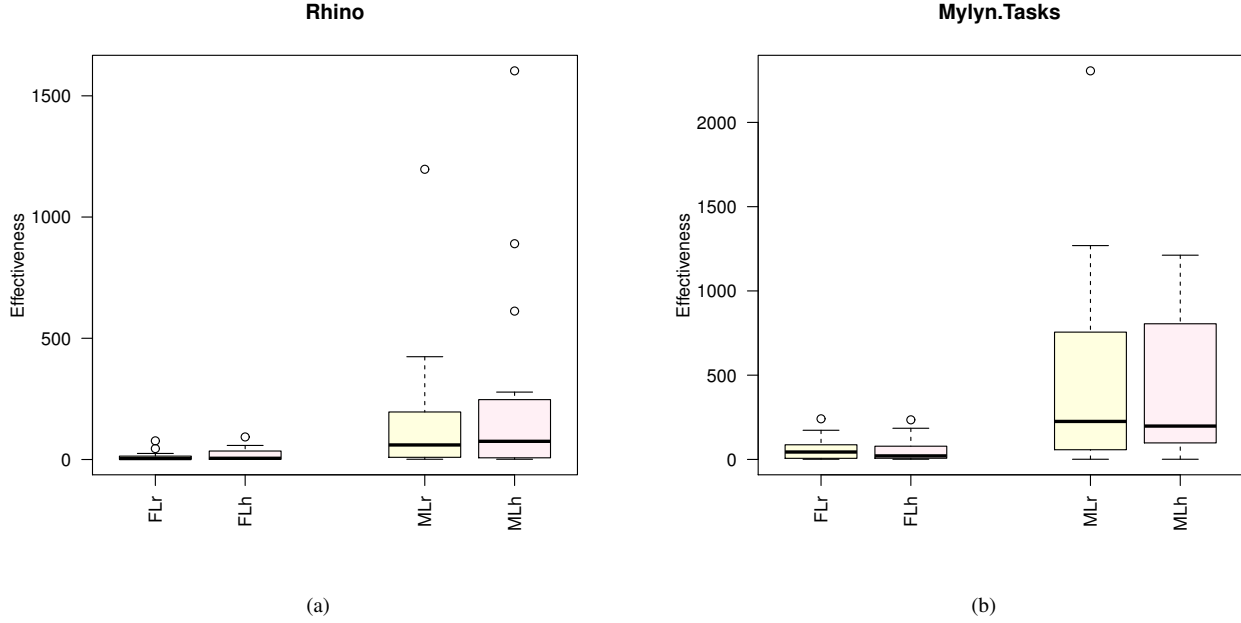 Rhino
Effectiveness
1500
1000
500
0
FLr
FLh
MLr
MLh
(a)
Mylyn.Tasks
Effectiveness
2000
1500
1000
500
0
FLr
FLh
MLr
MLh
(b)